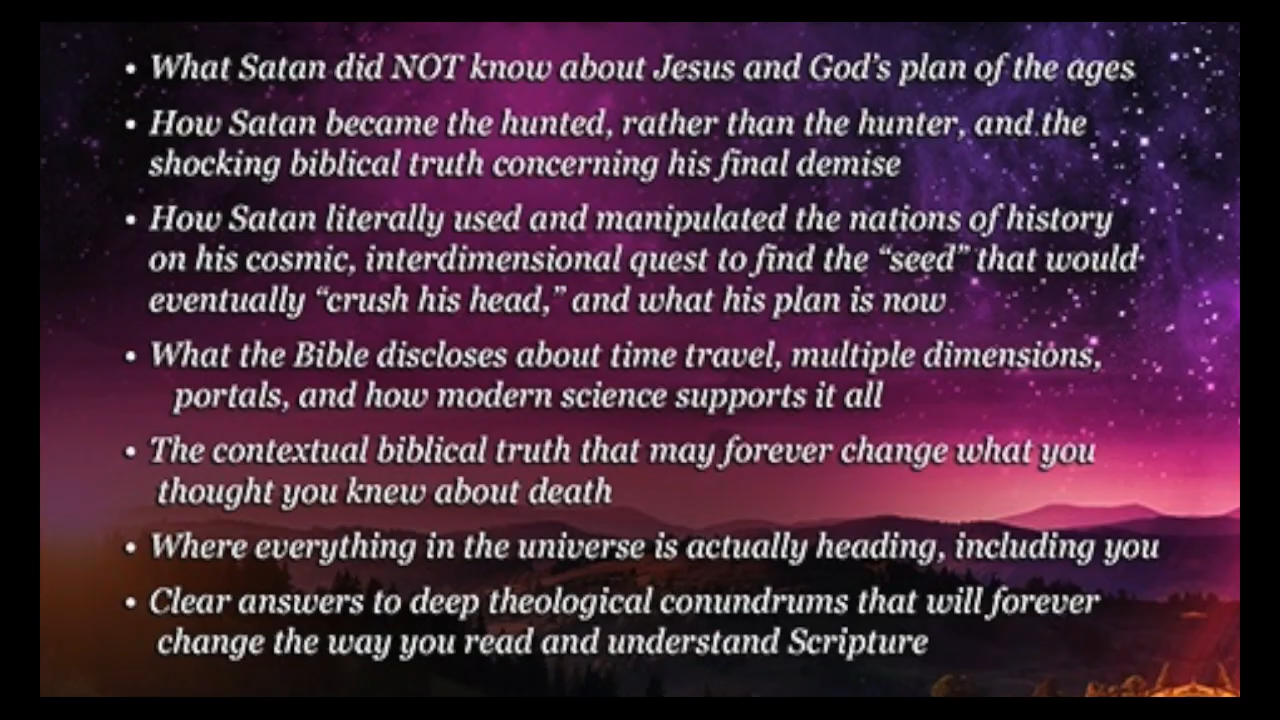 • What Satan did NOT know about Jesus and God’s plan of the ages
• How Satan became the hunted, rather than the hunter, and the
shocking biblical truth concerning his final demise
• How Satan literally used and manipulated the nations of history
on his cosmic, interdimensional quest to find the “seed” that would
eventually “crush his head,” and what his plan is now
• What the Bible discloses about time travel, multiple dimensions,
portals, and how modern science supports it all
• The contextual biblical truth that may forever change what you
thought you knew about death
• Where everything in the universe is actually heading, including you
• Clear answers to deep theological conundrums that will forever
change the way you read and understand Scripture